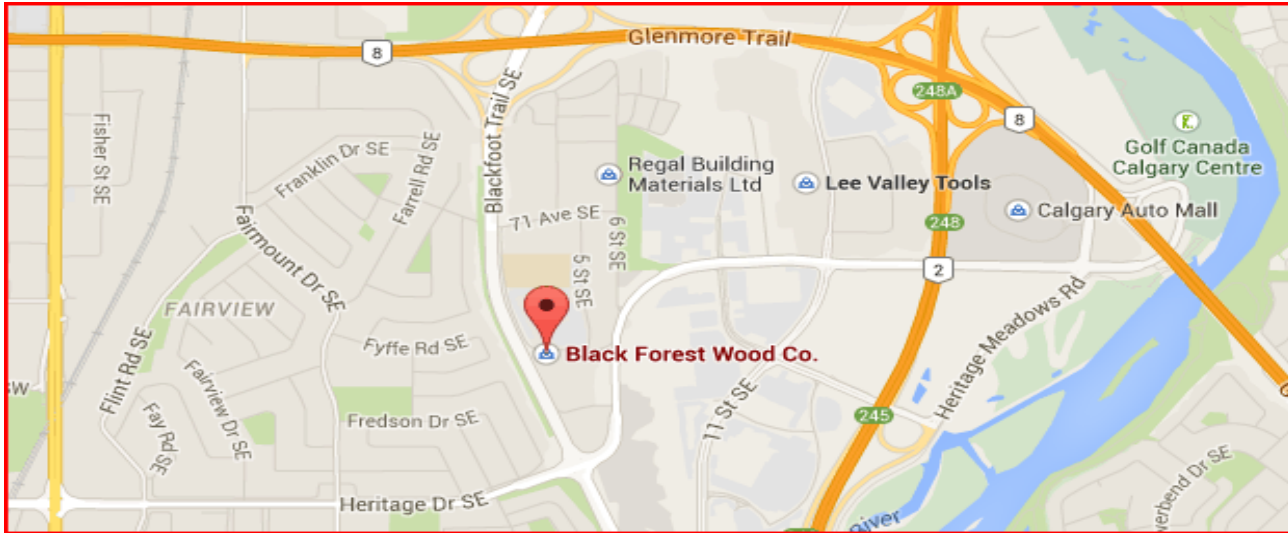 Glenmore Trail
8
Blackfoot Trail SE
248A
8
Fisher St SE
Franklin Dr SE
Farrell Rd SE
Regal Building
Materials Ltd
Lee Valley Tools
Golf Canada
Calgary Centre
Calgary Auto Mall
71 Ave SE
6 St SE
248
Fairmount Dr SE
5 St SE
2
FAIRVIEW
Heritage Meadows Rd
Flint Rd SE
Fyffe Rd SE
Black Forest Wood Co.
SW
Fay Rd
SE
Fairview Dr SE
Fredson Dr SE
11 St SE
245
Heritage Dr SE
River
erbend Dr SE